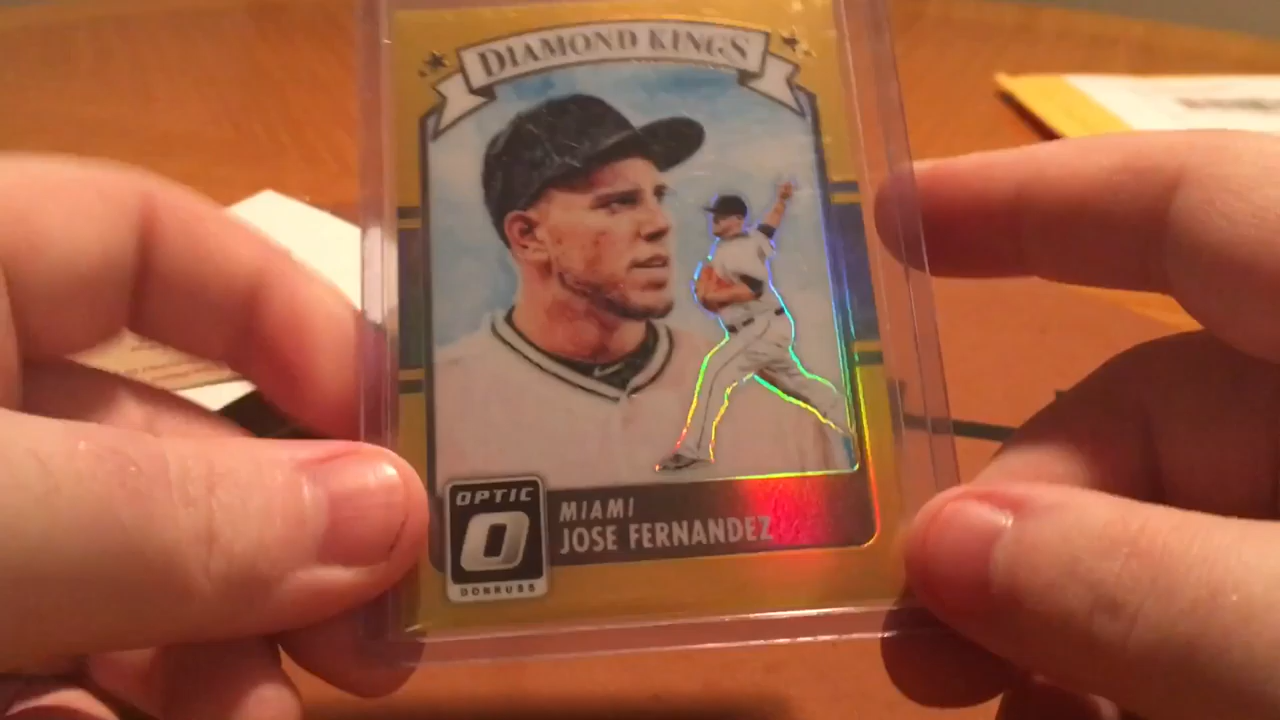 DIAMOND KINGS
OPTIC
O
DONRUSS
MIAMI
JOSE FERNANDEZ